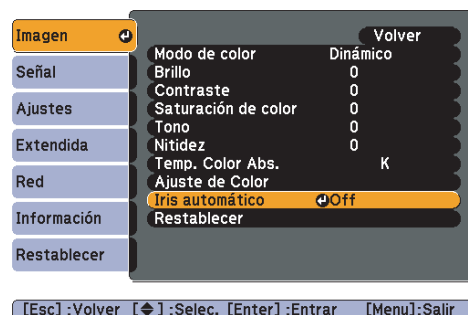 Imagen
Señal
Ajustes
Extendida
Red
Información
Restablecer
Volver
Modo de color Dinámico
Brillo 0
Contraste 0
Saturación de color 0
Tono 0
Nitidez 0
Temp. Color Abs. K
Ajuste de Color
Iris automático Off
Restablecer
[Esc] :Volver [ ] :Selec. [Enter] :Entrar [Menu]:Salir